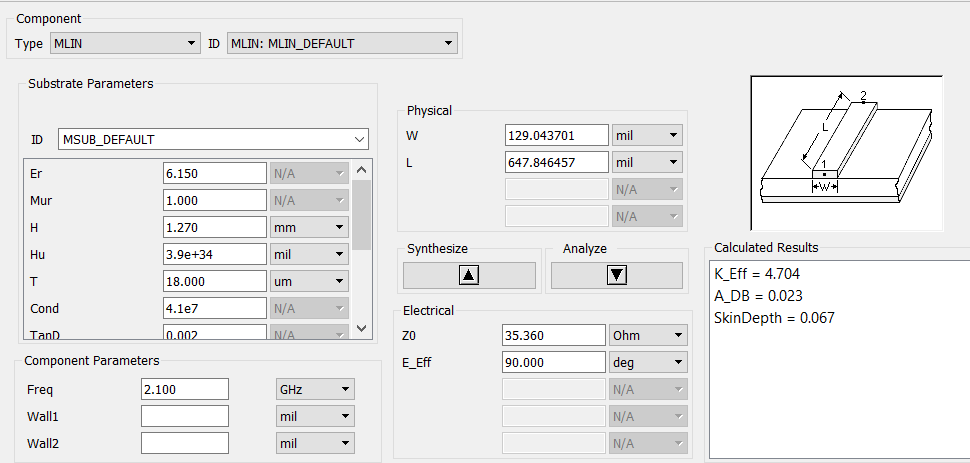 Component
Type MLIN ID MLIN: MLIN_DEFAULT
Substrate Parameters
ID MSUB_DEFAULT
Er 6.150 N/A
Mur 1.000 N/A
H 1.270 mm
Hu 3.9e+34 mil
T 18.000 um
Cond 4.1e7 N/A
TanD 0.002 N/A
Component Parameters
Freq 2.100 GHz
Wall1 mil
Wall2 mil
Physical
W 129.043701 mil
L 647.846457 mil
N/A
N/A
Synthesize Analyze
Electrical
Z0 35.360 Ohm
E_Eff 90.000 deg
N/A
N/A
N/A
2
L
1
W
Calculated Results
K_Eff = 4.704
A_DB = 0.023
SkinDepth = 0.067